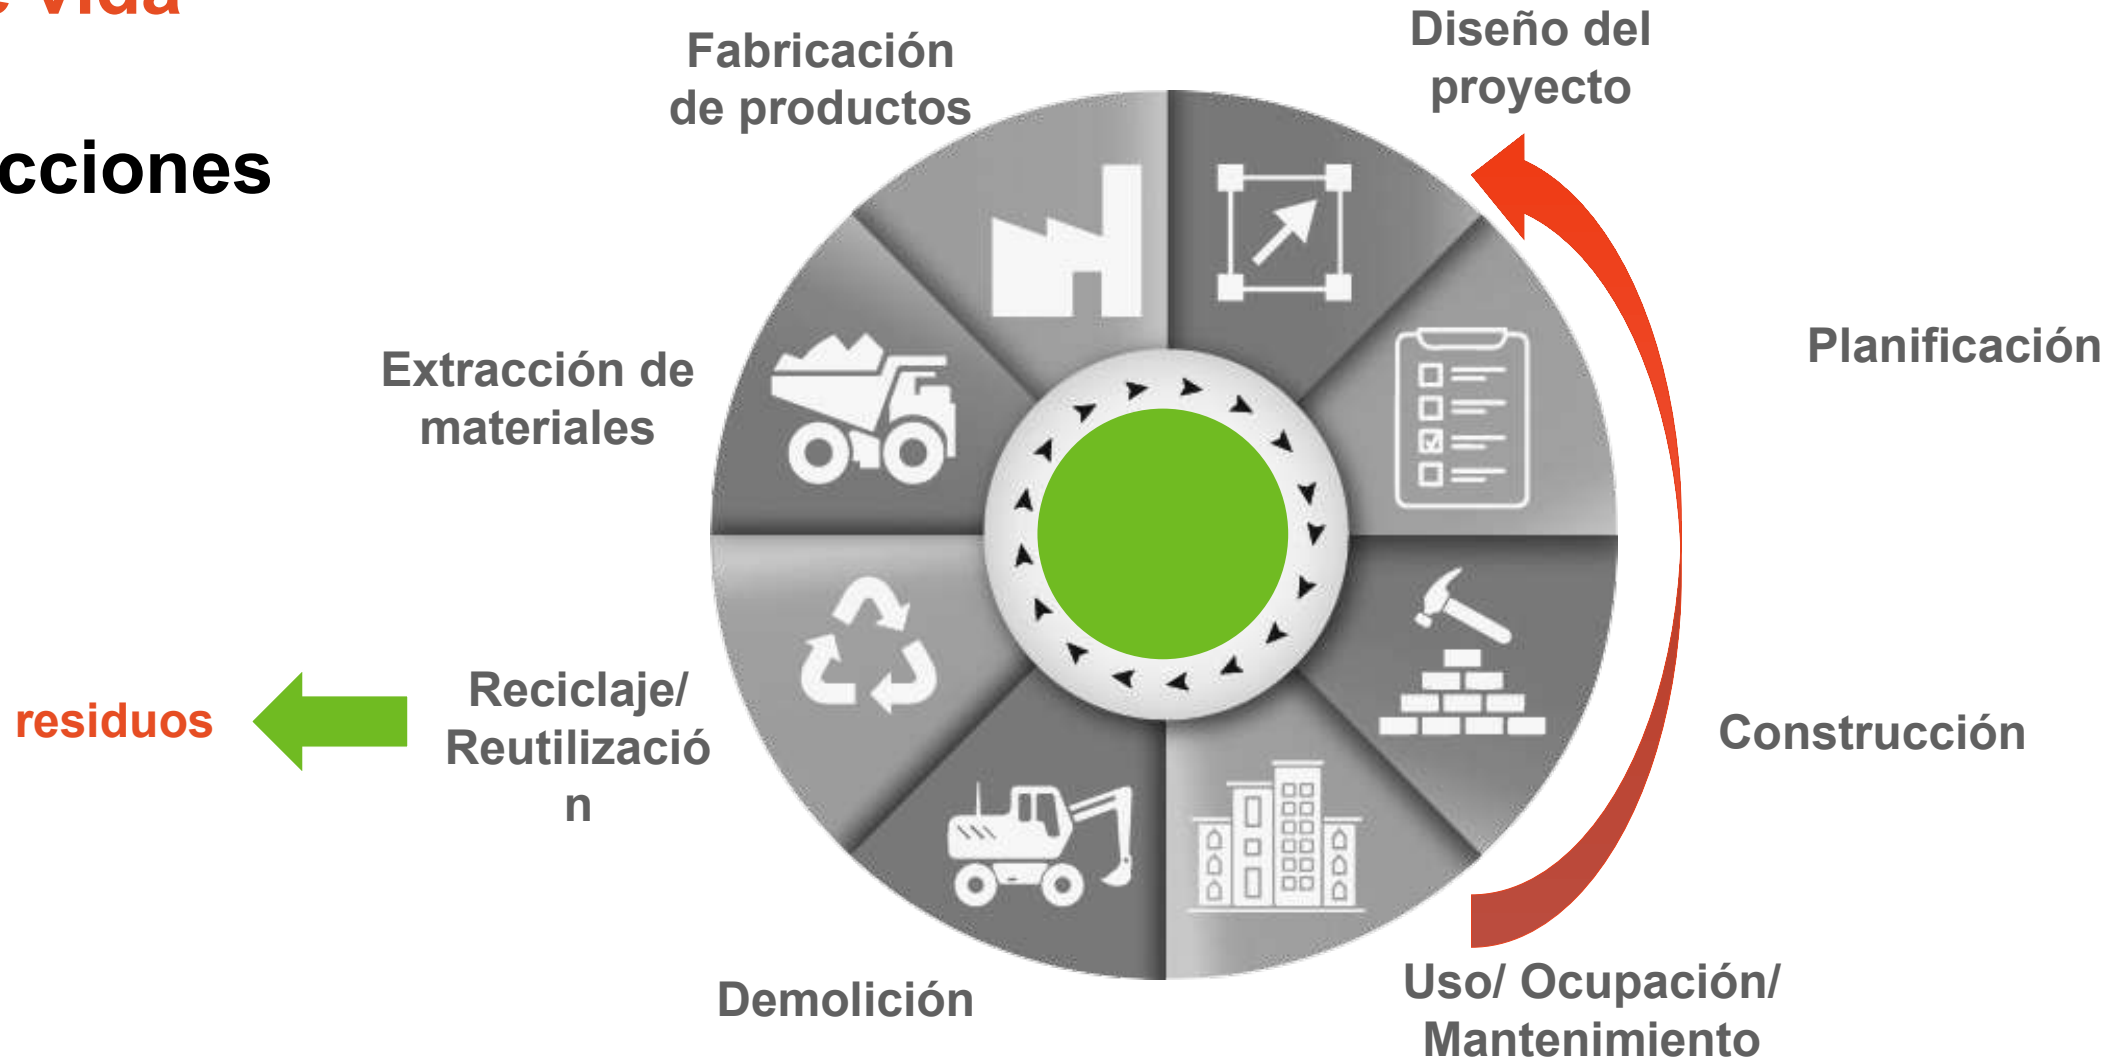 vida
cciones
Fabricación
de productos
Diseño del
proyecto
Extracción de
materiales
Planificación
residuos
Reciclaje/
Reutilizació
n
Construcción
Demolición
Uso/ Ocupación/
Mantenimiento